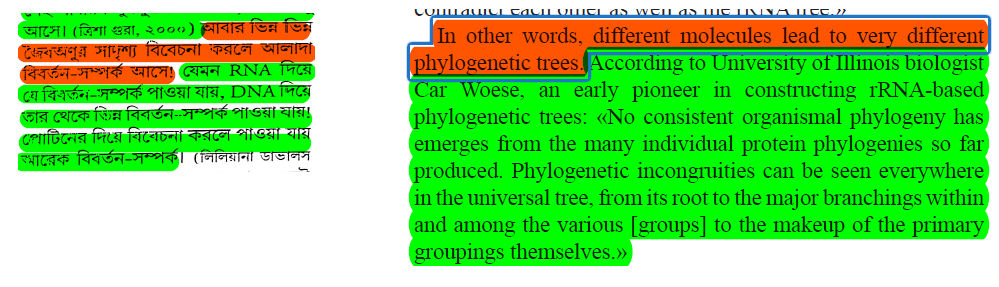 আসে। (ত্রিশা গুপ্তা, ২০০০) আবার ভিন্ন ভিন্ন
জৈবঅণুর সাদৃশ্য বিবেচনা করলে আলাদা
বিবর্তন-সম্পর্ক আসে! যেমন RNA দিয়ে
যে বিবর্তন-সম্পর্ক পাওয়া যায়, DNA দিয়ে
তার থেকে ভিন্ন বিবর্তন-সম্পর্ক পাওয়া যায়!
প্রোটিনের দিয়ে বিবেচনা করলে পাওয়া যায়
আরেক বিবর্তন-সম্পর্ক। (লিলিয়ানা ডাভালস
contradict each other as well as the rRNA tree.»
In other words, different molecules lead to very different
phylogenetic trees. According to University of Illinois biologist
Car Woese, an early pioneer in constructing rRNA-based
phylogenetic trees: «No consistent organismal phylogeny has
emerges from the many individual protein phylogenies so far
produced. Phylogenetic incongruities can be seen everywhere
in the universal tree, from its root to the major branchings within
and among the various [groups] to the makeup of the primary
groupings themselves.»